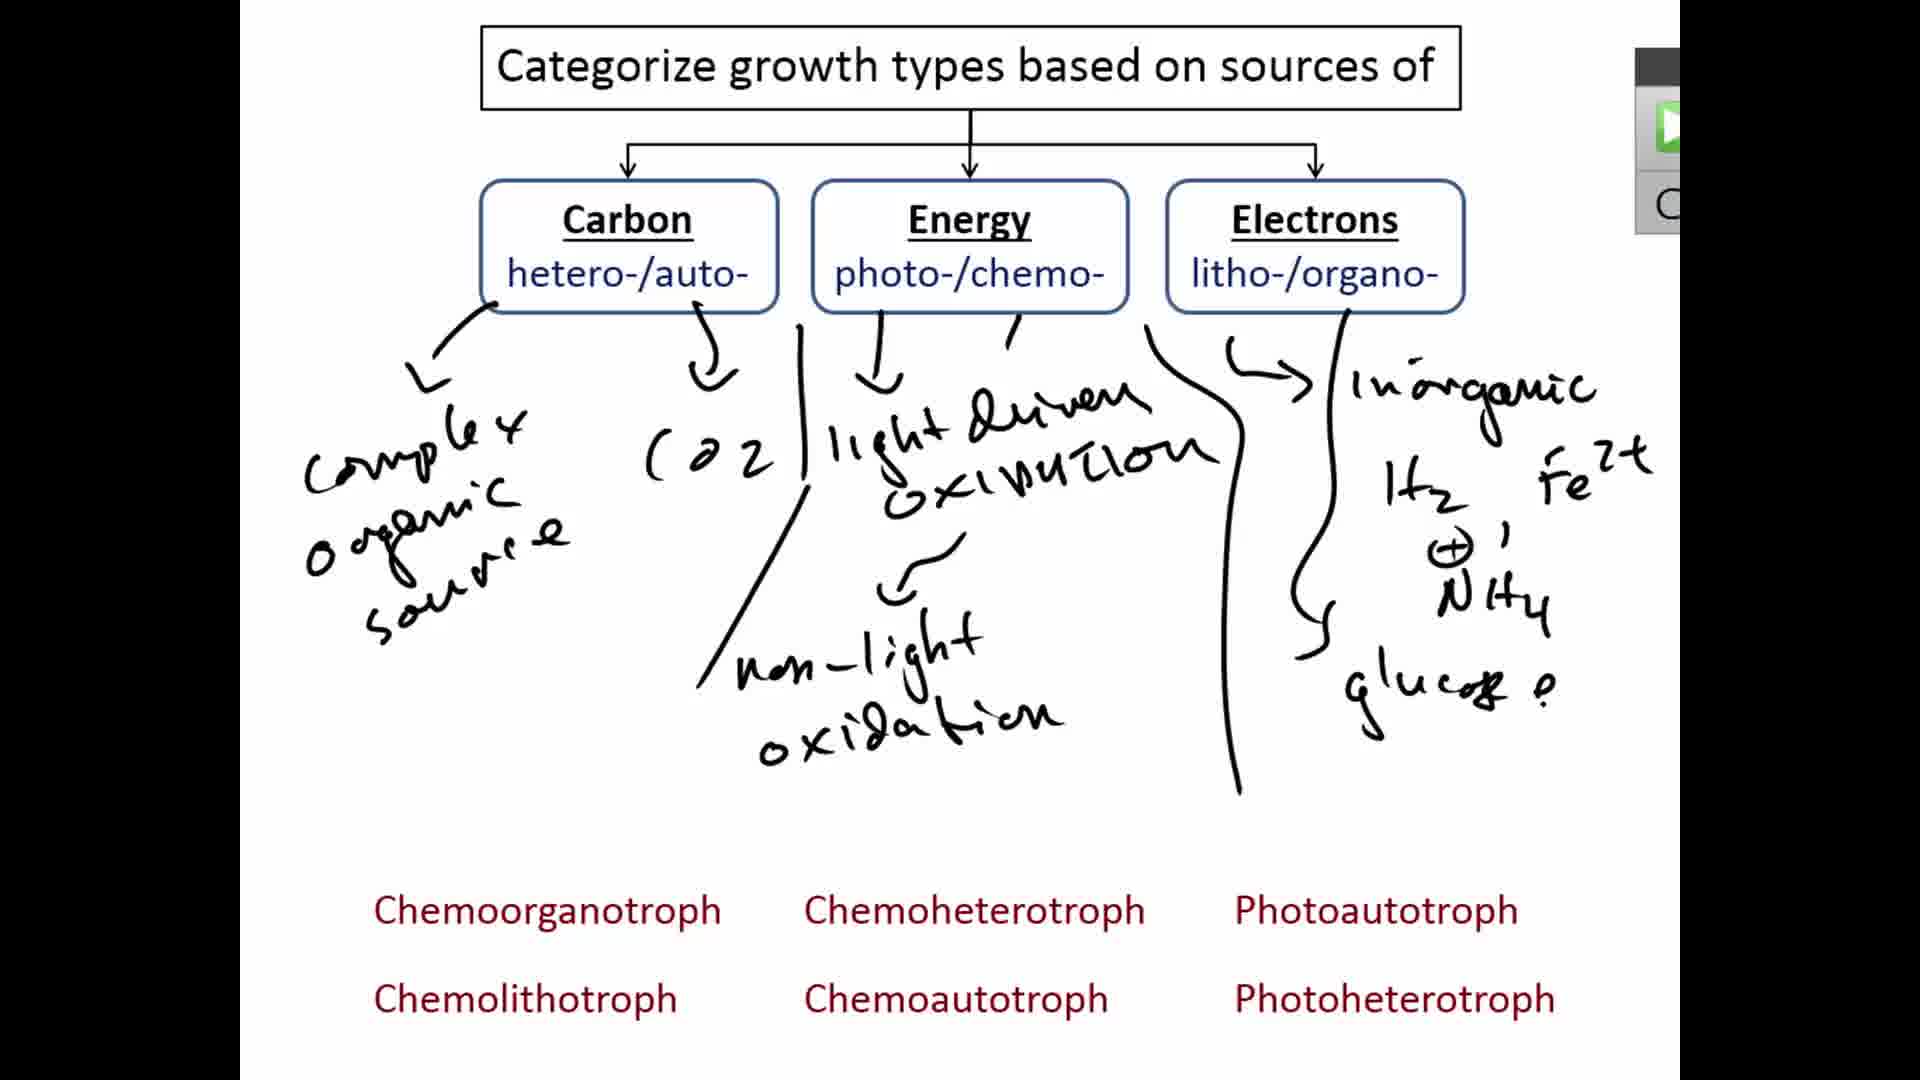 Categorize growth types based on sources of
Carbon
hetero-/auto-
Energy
photo-/chemo-
Electrons
litho-/organo-
complex
organic
source
CO2
light driven
oxidation
non-light
oxidation
inorganic
H2 Fe2+
⊕
NH4
glucose
Chemoorganotroph Chemoheterotroph Photoautotroph
Chemolithotroph Chemoautotroph Photoheterotroph